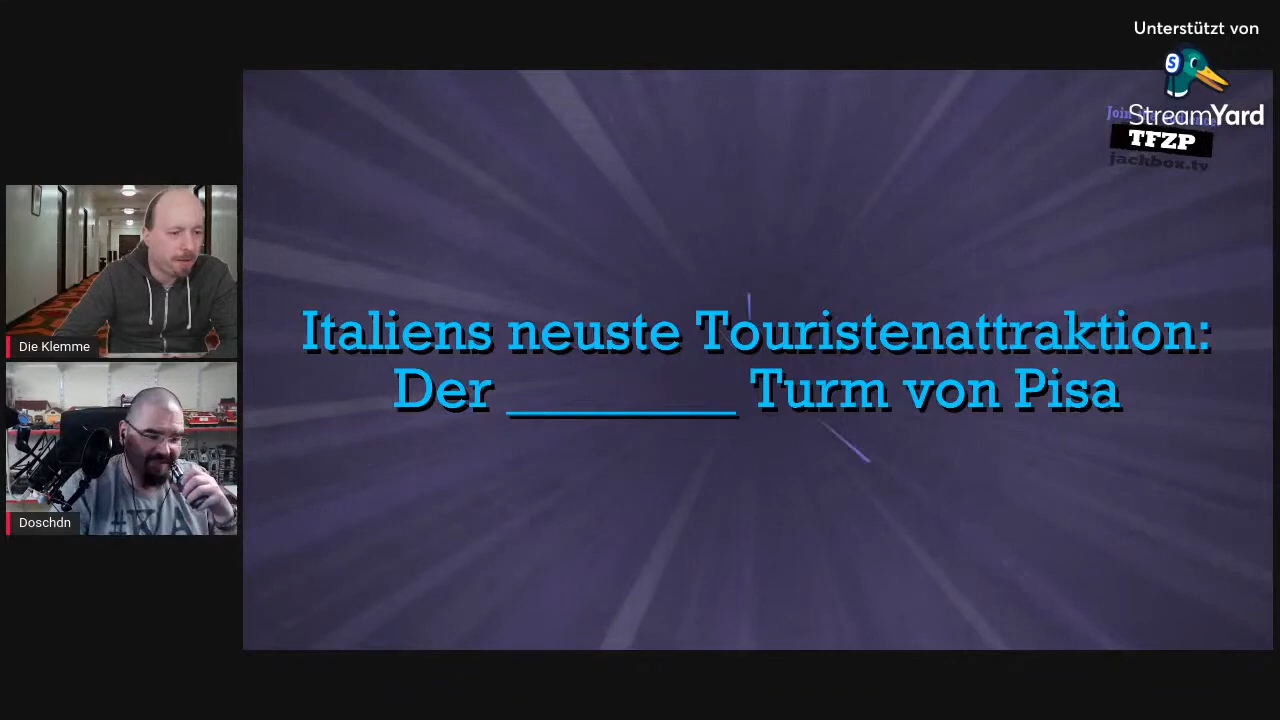 Unterstützt von
StreamYard
TFZP
jackbox.tv
Italiens neuste Touristenattraktion:
Der ________ Turm von Pisa
Die Klemme
Doschdn